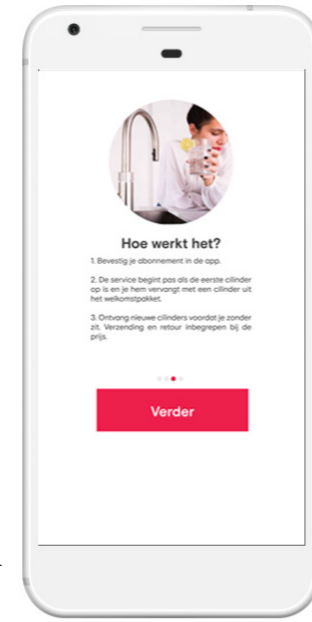 Hoe werkt het?
1. Bevestig je abonnement in de app.
2. De service begint pas als de eerste cilinder
op is en je hem vervangt met een cilinder uit
het welkomstpakket.
3. Ontvang nieuwe cilinders voordat je zonder
zit. Verzending en retour inbegrepen bij de
prijs.
Verder